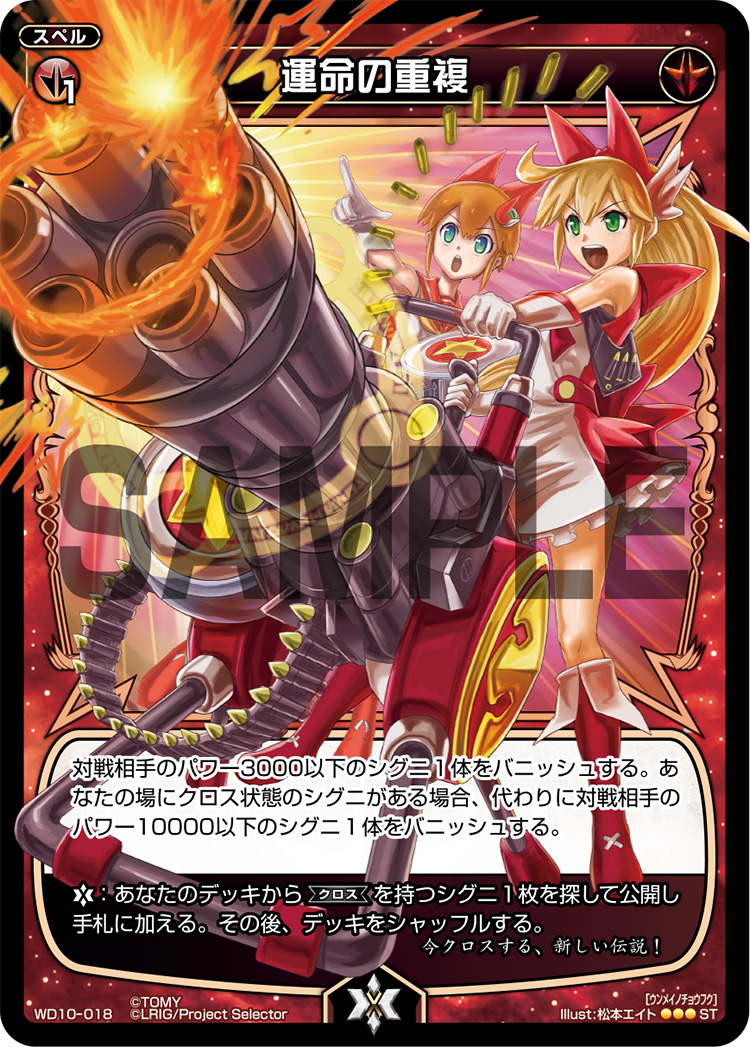 スペル
1
運命の重複
SAMPLE
対戦相手のパワー3000以下のシグニ1体をバニッシュする。あ
なたの場にクロス状態のシグニがある場合、代わりに対戦相手の
パワー10000以下のシグニ1体をバニッシュする。
：あなたのデッキから クロス を持つシグニ1枚を探して公開し
手札に加える。その後、デッキをシャッフルする。
今クロスする、新しい伝説！
WD10-018 ©TOMY
©LRIG/Project Selector
[ウンメイノチョウフク]
Illust:松本エイト ST